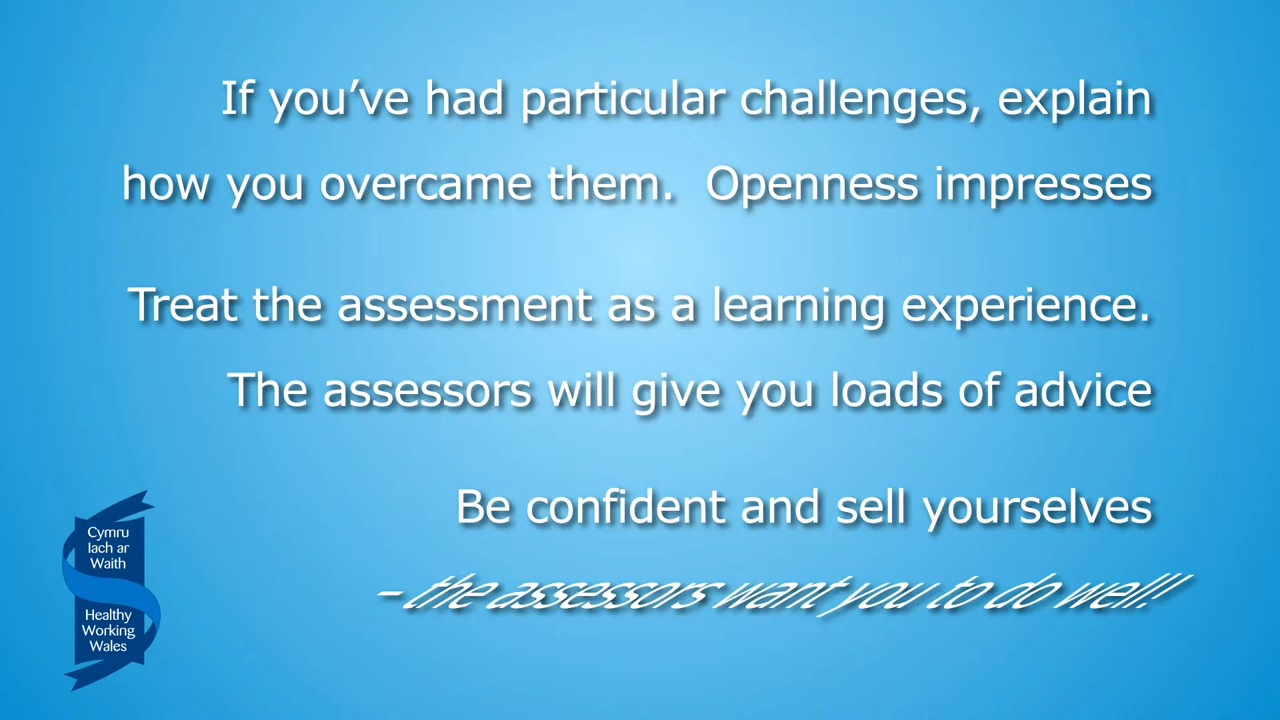 If you’ve had particular challenges, explain
how you overcame them.  Openness impresses
Treat the assessment as a learning experience.
The assessors will give you loads of advice
Be confident and sell yourselves
– the assessors want you to do well!!
Cymru
Iach ar
Waith
Healthy
Working
Wales